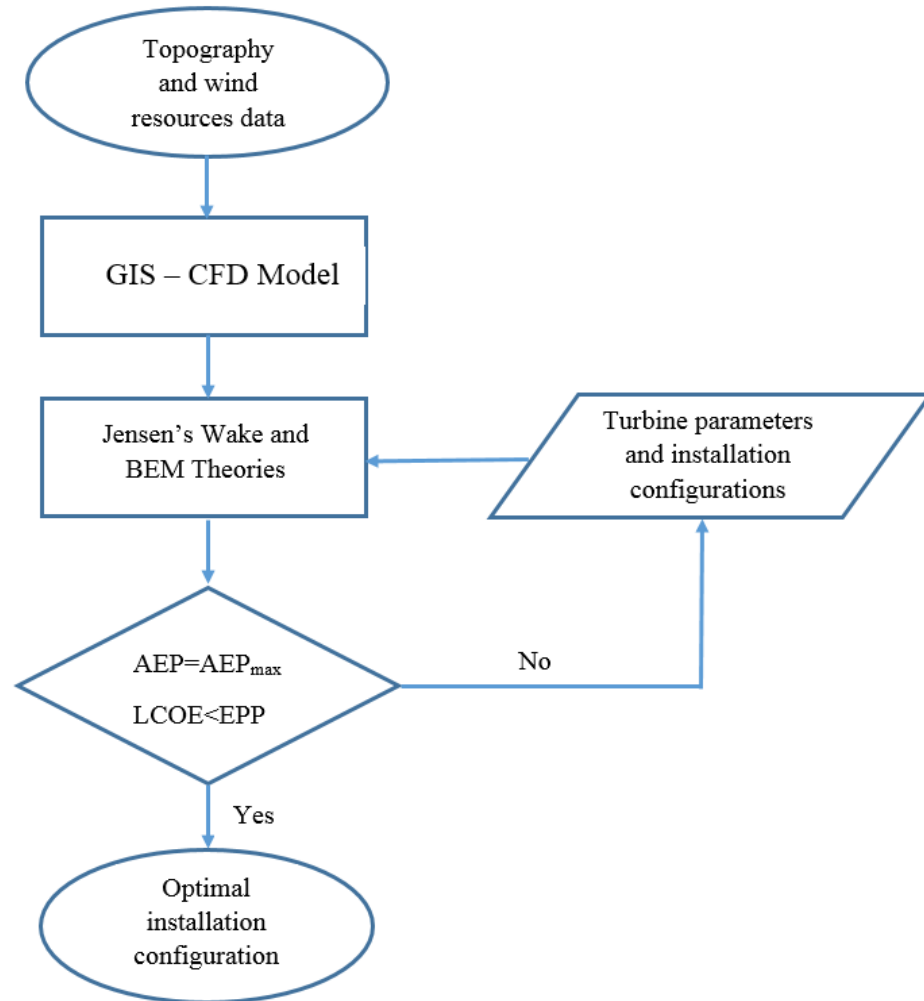 Topography
and wind
resources data
GIS – CFD Model
Jensen's Wake and
BEM Theories
Turbine parameters
and installation
configurations
AEP=AEPmax
LCOE<EPP
No
Yes
Optimal
installation
configuration